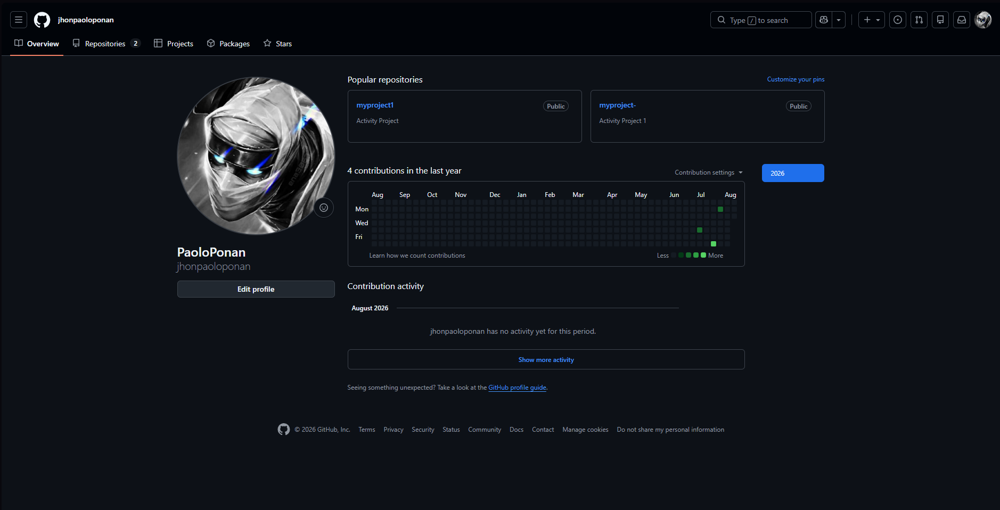 jhonpaoloponan
Type / to search
Overview
Repositories 2
Projects
Packages
Stars
PaoloPonan
jhonpaoloponan
Edit profile
Popular repositories
Customize your pins
myproject1
Public
Activity Project
myproject-
Public
Activity Project 1
4 contributions in the last year
Contribution settings
2026
Aug Sep Oct Nov Dec Jan Feb Mar Apr May Jun Jul Aug
Mon
Wed
Fri
Learn how we count contributions
Less More
Contribution activity
August 2026
jhonpaoloponan has no activity yet for this period.
Show more activity
Seeing something unexpected? Take a look at the GitHub profile guide.
© 2026 GitHub, Inc. Terms Privacy Security Status Community Docs Contact Manage cookies Do not share my personal information